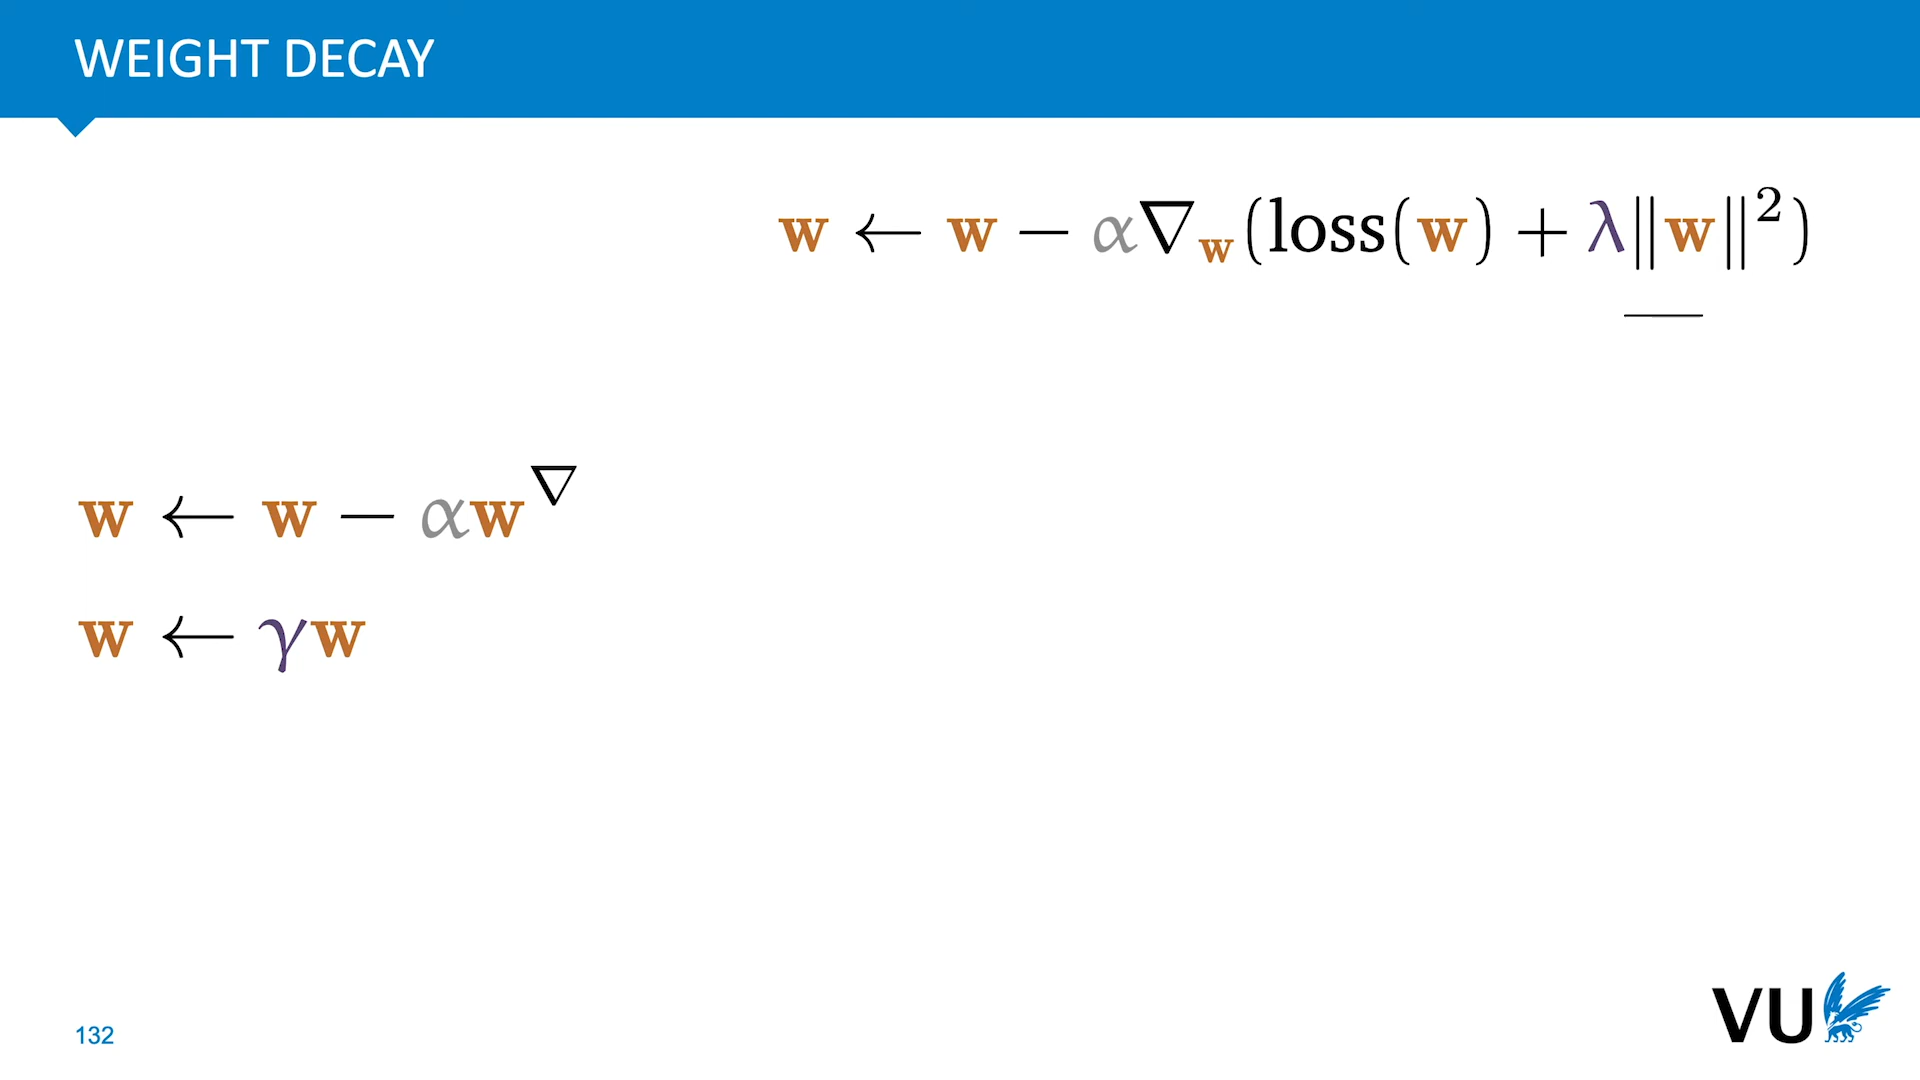 WEIGHT DECAY
w ← w − α∇w(loss(w) + λ‖w‖²)
w ← w − αw∇
w ← γw
132
VU